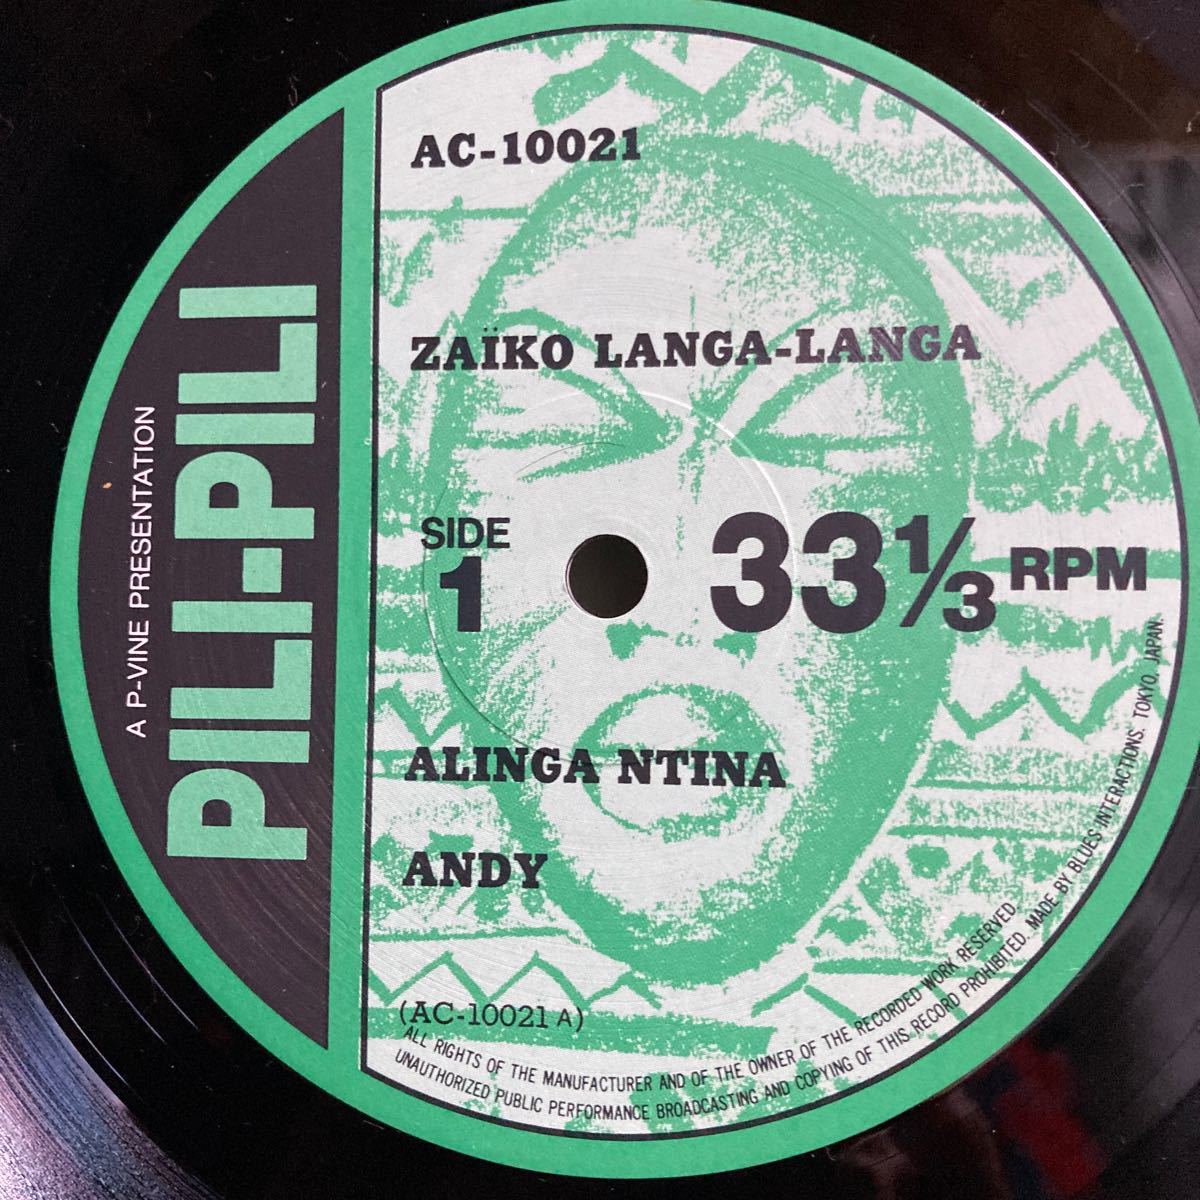 AC-10021
ZAÏKO LANGA-LANGA
SIDE
1
33⅓ RPM
ALINGA NTINA
ANDY
(AC-10021 A)
PILI-PILI
A P-VINE PRESENTATION
ALL RIGHTS OF THE MANUFACTURER AND OF THE OWNER OF THE RECORDED WORK RESERVED
UNAUTHORIZED PUBLIC PERFORMANCE BROADCASTING AND COPYING OF THIS RECORD PROHIBITED. MADE BY BLUES INTERACTIONS. TOKYO, JAPAN.